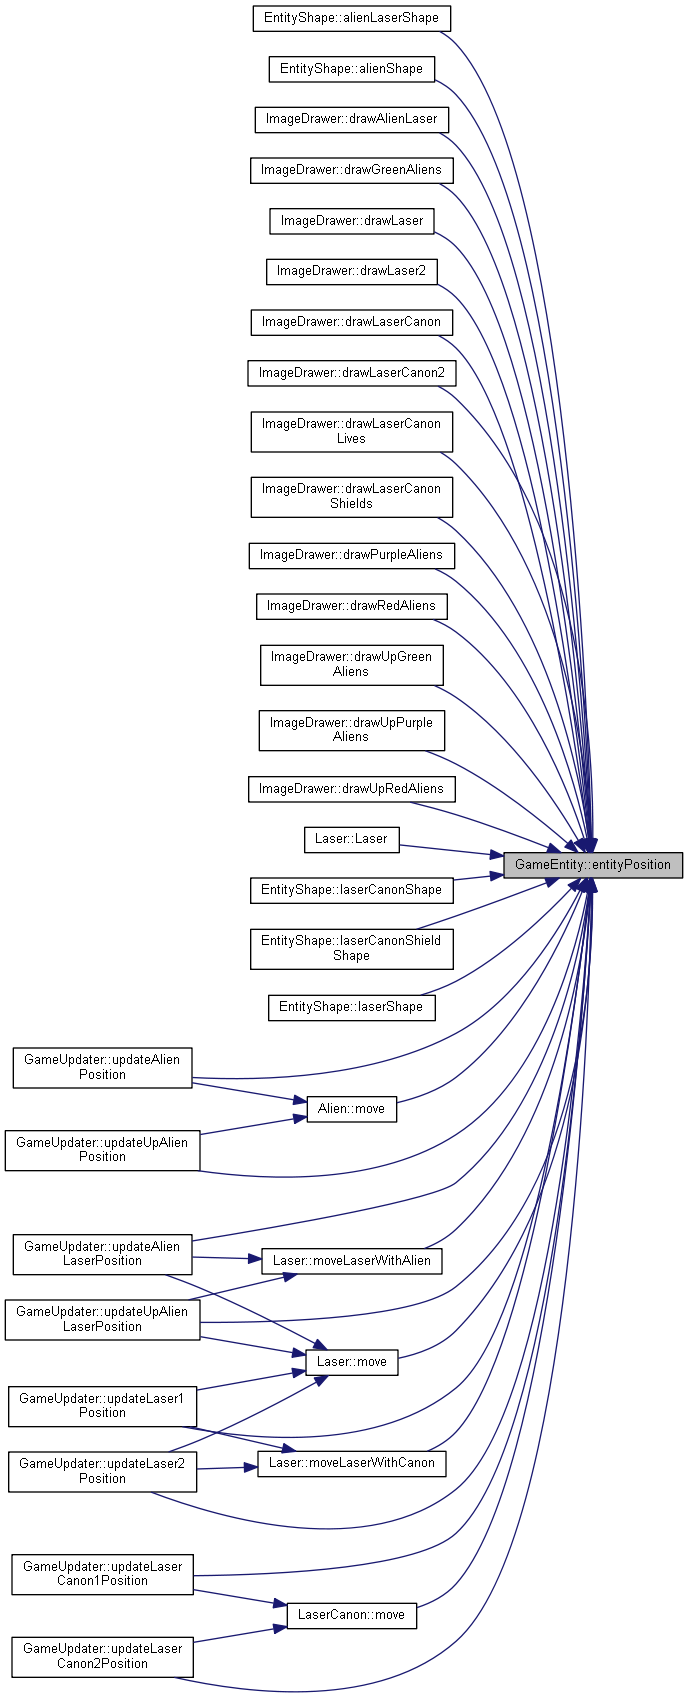 EntityShape::alienLaserShape
EntityShape::alienShape
ImageDrawer::drawAlienLaser
ImageDrawer::drawGreenAliens
ImageDrawer::drawLaser
ImageDrawer::drawLaser2
ImageDrawer::drawLaserCanon
ImageDrawer::drawLaserCanon2
ImageDrawer::drawLaserCanon
Lives
ImageDrawer::drawLaserCanon
Shields
ImageDrawer::drawPurpleAliens
ImageDrawer::drawRedAliens
ImageDrawer::drawUpGreen
Aliens
ImageDrawer::drawUpPurple
Aliens
ImageDrawer::drawUpRedAliens
Laser::Laser
GameEntity::entityPosition
EntityShape::laserCanonShape
EntityShape::laserCanonShield
Shape
EntityShape::laserShape
GameUpdater::updateAlien
Position
Alien::move
GameUpdater::updateUpAlien
Position
GameUpdater::updateAlien
LaserPosition
Laser::moveLaserWithAlien
GameUpdater::updateUpAlien
LaserPosition
Laser::move
GameUpdater::updateLaser1
Position
GameUpdater::updateLaser2
Position
Laser::moveLaserWithCanon
GameUpdater::updateLaser
Canon1Position
LaserCanon::move
GameUpdater::updateLaser
Canon2Position